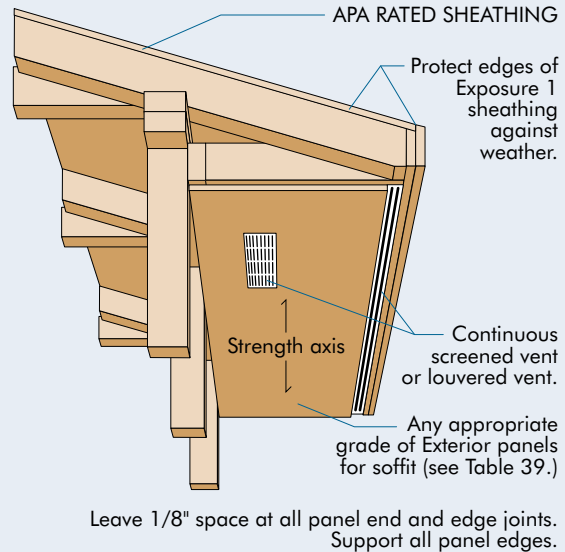 APA RATED SHEATHING
Protect edges of
Exposure 1
sheathing
against
weather.
Strength axis
Continuous
screened vent
or louvered vent.
Any appropriate
grade of Exterior panels
for soffit (see Table 39.)
Leave 1/8" space at all panel end and edge joints.
Support all panel edges.